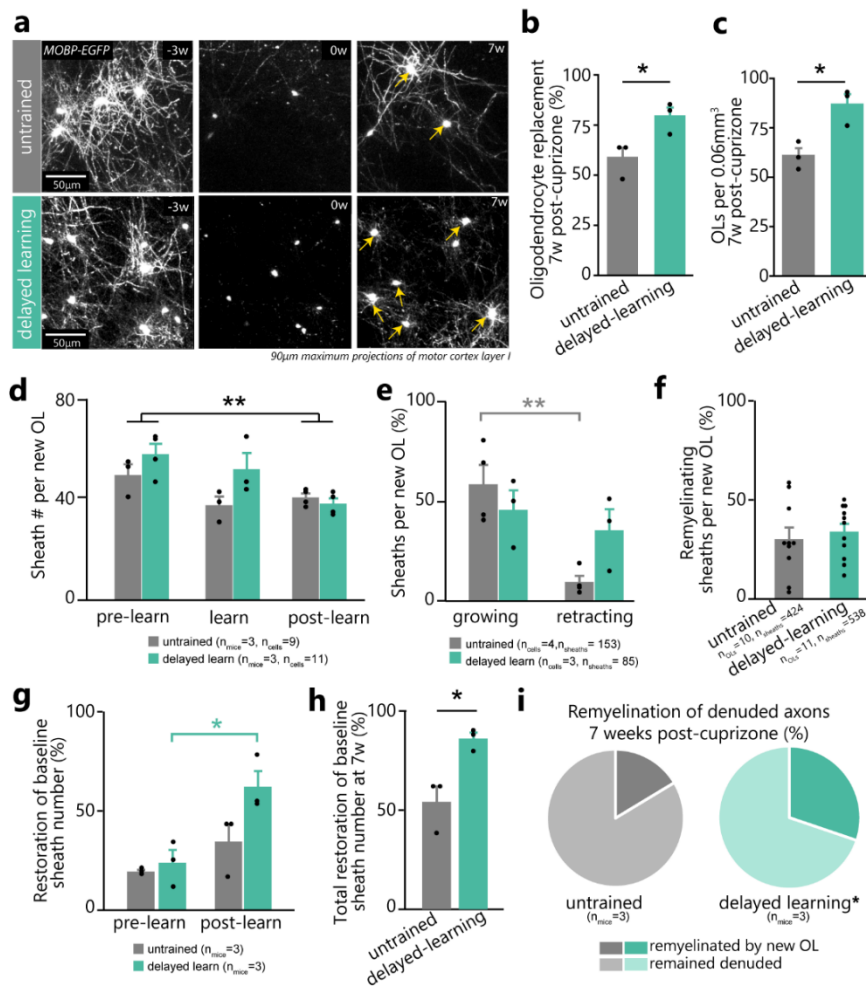 a
MOBP-EGFP
-3w
0w
7w
untrained
50µm
-3w
0w
7w
delayed learning
50µm
90µm maximum projections of motor cortex layer I
b
Oligodendrocyte replacement
7w post-cuprizone (%)
100
75
50
25
0
*
untrained
delayed-learning
c
OLs per 0.06mm³
7w post-cuprizone
100
75
50
25
0
*
untrained
delayed-learning
d
Sheath # per new OL
80
40
0
**
pre-learn
learn
post-learn
untrained (nmice=3, ncells=9)
delayed learn (nmice=3, ncells=11)
e
Sheaths per new OL (%)
100
50
0
**
growing
retracting
untrained (ncells=4,nsheaths= 153)
delayed learn (ncells=3, nsheaths= 85)
f
Remyelinating
sheaths per new OL (%)
100
50
0
untrained
nOLs=10, nsheaths=424
delayed-learning
nOLs=11, nsheaths=538
g
Restoration of baseline
sheath number (%)
100
50
0
*
pre-learn
post-learn
untrained (nmice=3)
delayed learn (nmice=3)
h
Total restoration of baseline
sheath number at 7w (%)
100
50
0
*
untrained
delayed-learning
i
Remyelination of denuded axons
7 weeks post-cuprizone (%)
untrained
(nmice=3)
delayed learning*
(nmice=3)
remyelinated by new OL
remained denuded